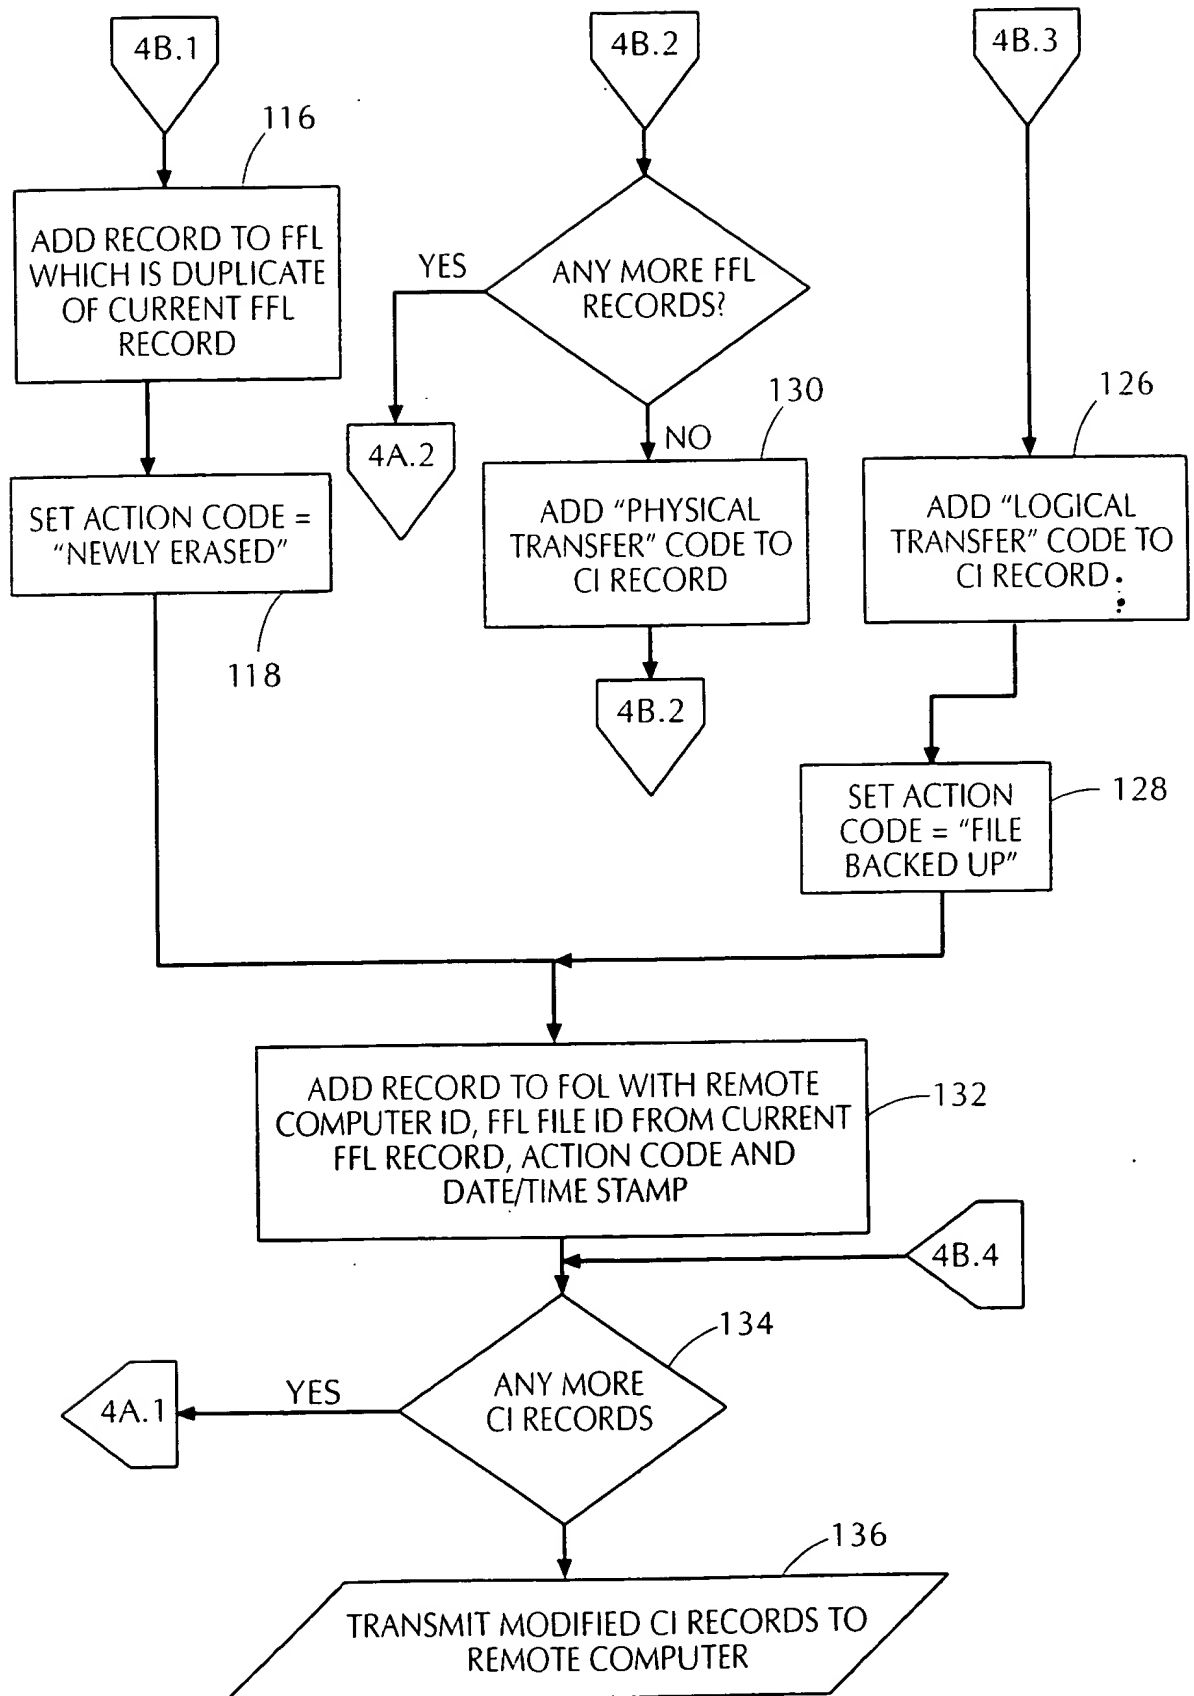 4B.1
4B.2
4B.3
116
ADD RECORD TO FFL
WHICH IS DUPLICATE
OF CURRENT FFL
RECORD
YES
ANY MORE FFL
RECORDS?
4A.2
NO
130
126
SET ACTION CODE =
"NEWLY ERASED"
118
ADD "PHYSICAL
TRANSFER" CODE TO
CI RECORD
4B.2
ADD "LOGICAL
TRANSFER" CODE TO
CI RECORD
SET ACTION
CODE = "FILE
BACKED UP"
128
ADD RECORD TO FOL WITH REMOTE
COMPUTER ID, FFL FILE ID FROM CURRENT
FFL RECORD, ACTION CODE AND
DATE/TIME STAMP
132
4B.4
134
ANY MORE
CI RECORDS
YES
4A.1
136
TRANSMIT MODIFIED CI RECORDS TO
REMOTE COMPUTER